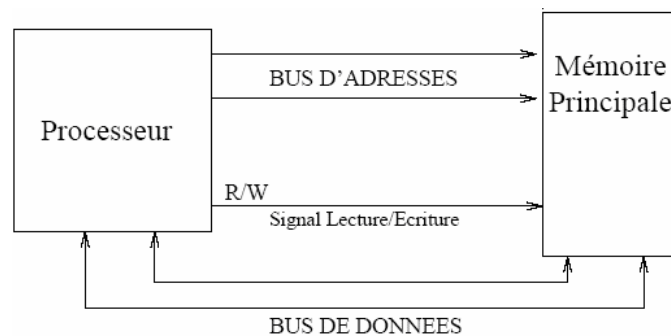 BUS D'ADRESSES
Mémoire
Principale
Processeur
R/W
Signal Lecture/Ecriture
BUS DE DONNEES